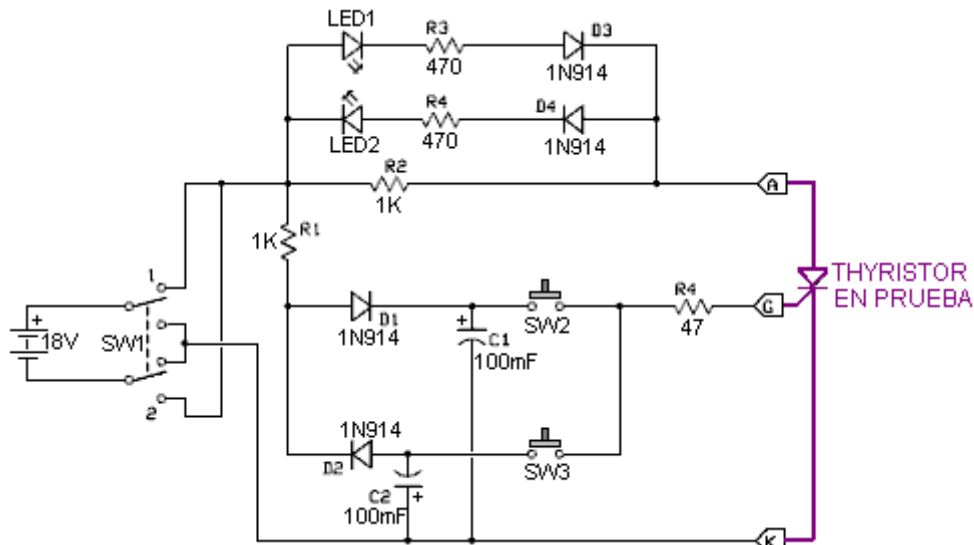 LED1
R3
470
D3
1N914
LED2
R4
470
D4
1N914
R2
1K
A
1K
R1
1
THYRISTOR
EN PRUEBA
+
18V
SW1
D1
1N914
+
C1
100mF
SW2
R4
47
G
2
1N914
D2
C2
+
100mF
SW3
K